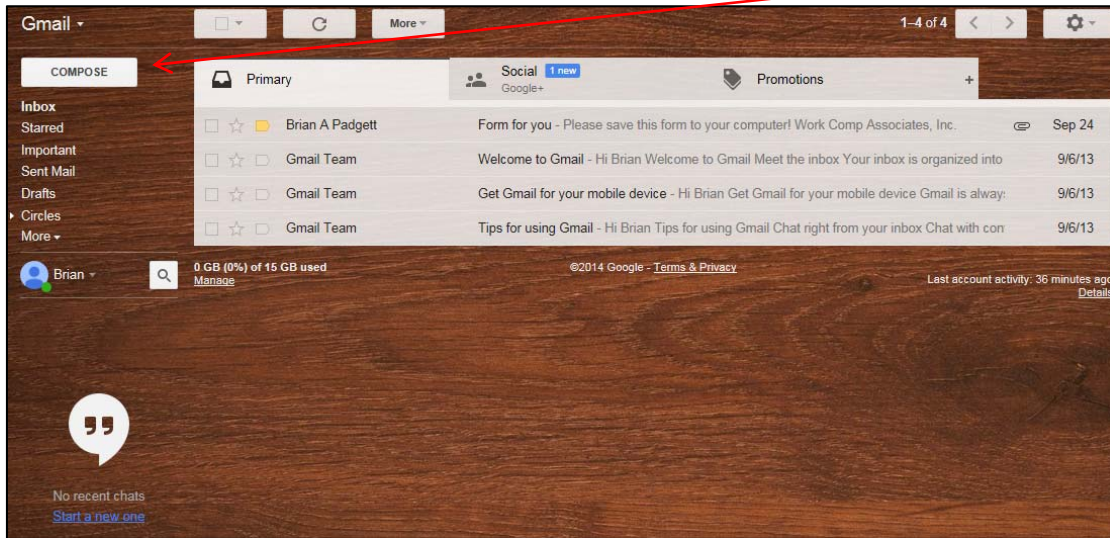 Gmail
More
1–4 of 4
COMPOSE
Primary
Social 1 new
Google+
Promotions
+
Inbox
Starred
Important
Sent Mail
Drafts
Circles
More
Brian A Padgett Form for you - Please save this form to your computer! Work Comp Associates, Inc. Sep 24
Gmail Team Welcome to Gmail - Hi Brian Welcome to Gmail Meet the inbox Your inbox is organized into 9/6/13
Gmail Team Get Gmail for your mobile device - Hi Brian Get Gmail for your mobile device Gmail is always 9/6/13
Gmail Team Tips for using Gmail - Hi Brian Tips for using Gmail Chat right from your inbox Chat with con 9/6/13
Brian
0 GB (0%) of 15 GB used
Manage
©2014 Google - Terms & Privacy
Last account activity: 36 minutes ago
Details
No recent chats
Start a new one